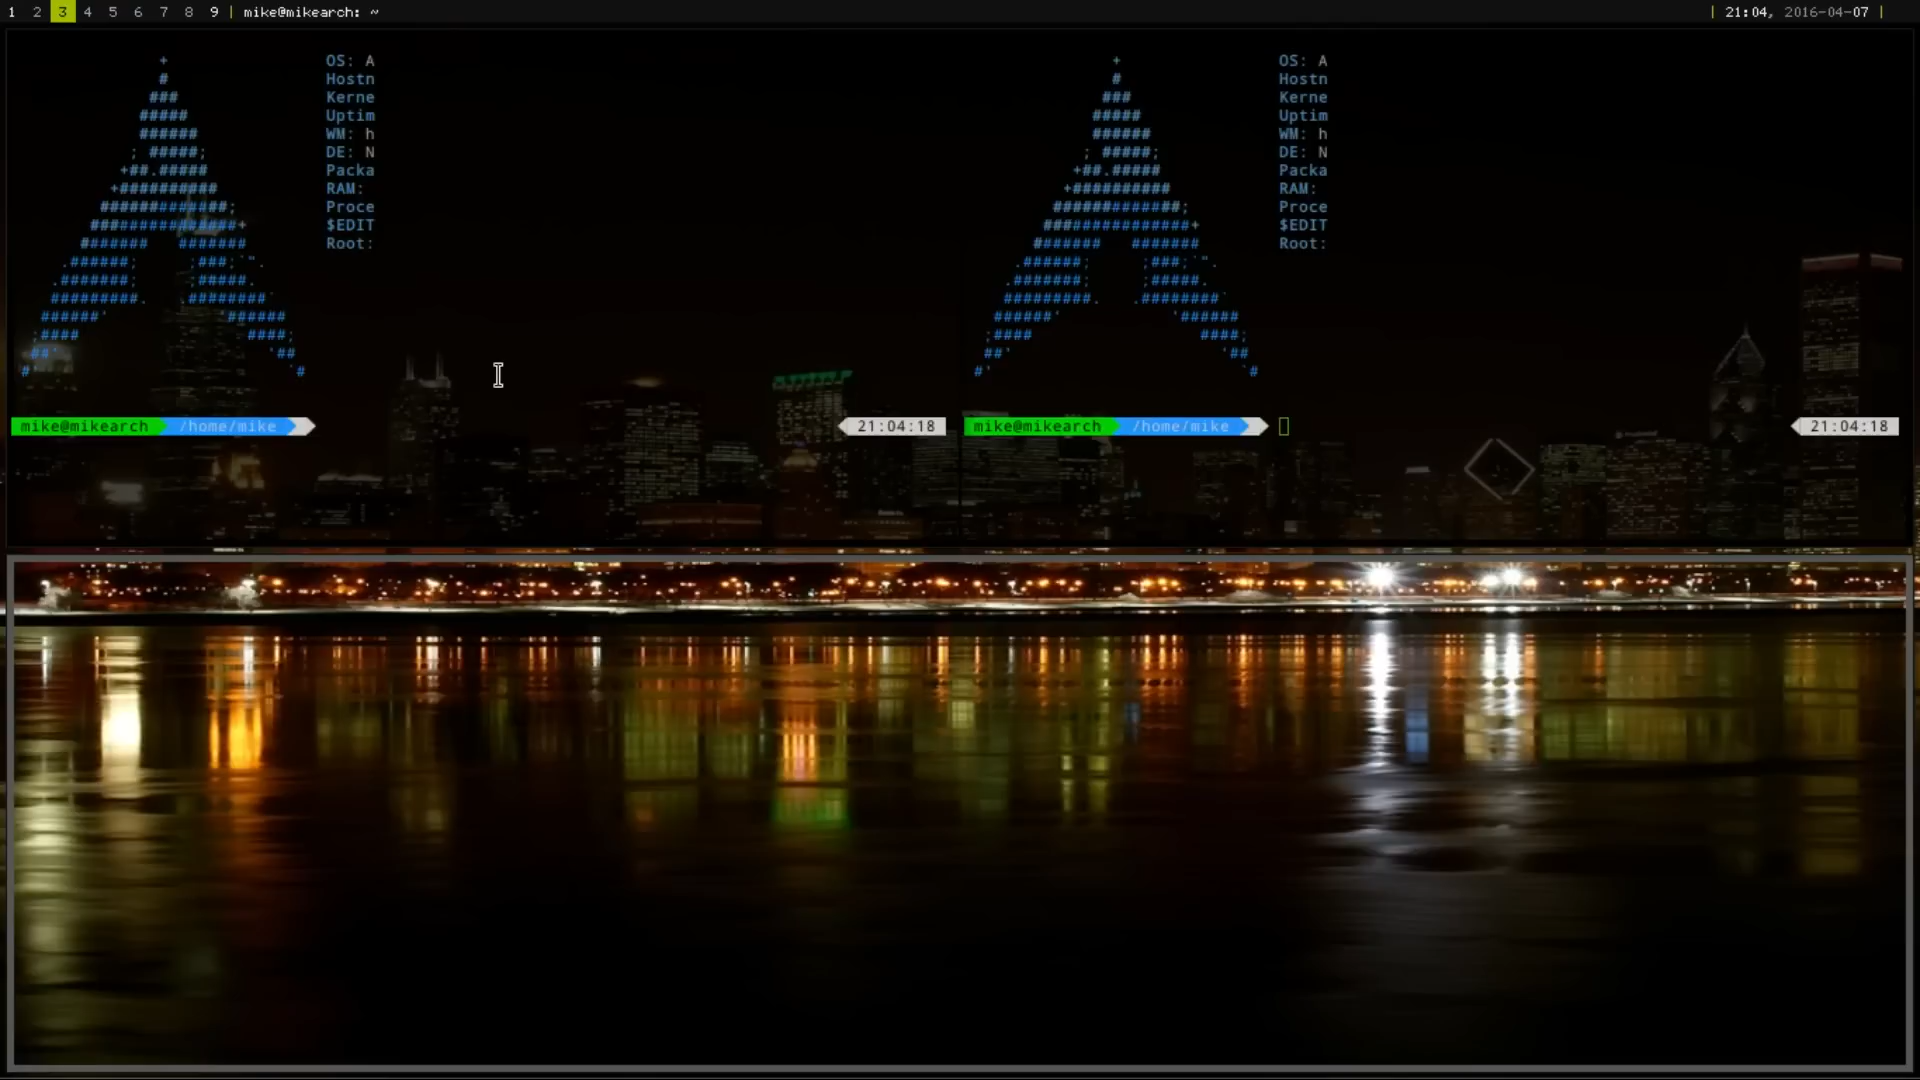 1 2 3 4 5 6 7 8 9 | mike@mikearch: ~
| 21:04, 2016-04-07 |
+
#
###
#####
######
; #####;
+##.#####
+##########
#############;
###############+
####### #######
.######; ;###;`".
.#######; ;#####.
#########. .########`
######' '######
;#### ####;
##' '##
#' `#
OS: A
Hostn
Kerne
Uptim
WM: h
DE: N
Packa
RAM:
Proce
$EDIT
Root:
mike@mikearch /home/mike
21:04:18
+
#
###
#####
######
; #####;
+##.#####
+##########
#############;
###############+
####### #######
.######; ;###;`".
.#######; ;#####.
#########. .########`
######' '######
;#### ####;
##' '##
#' `#
OS: A
Hostn
Kerne
Uptim
WM: h
DE: N
Packa
RAM:
Proce
$EDIT
Root:
mike@mikearch /home/mike
21:04:18